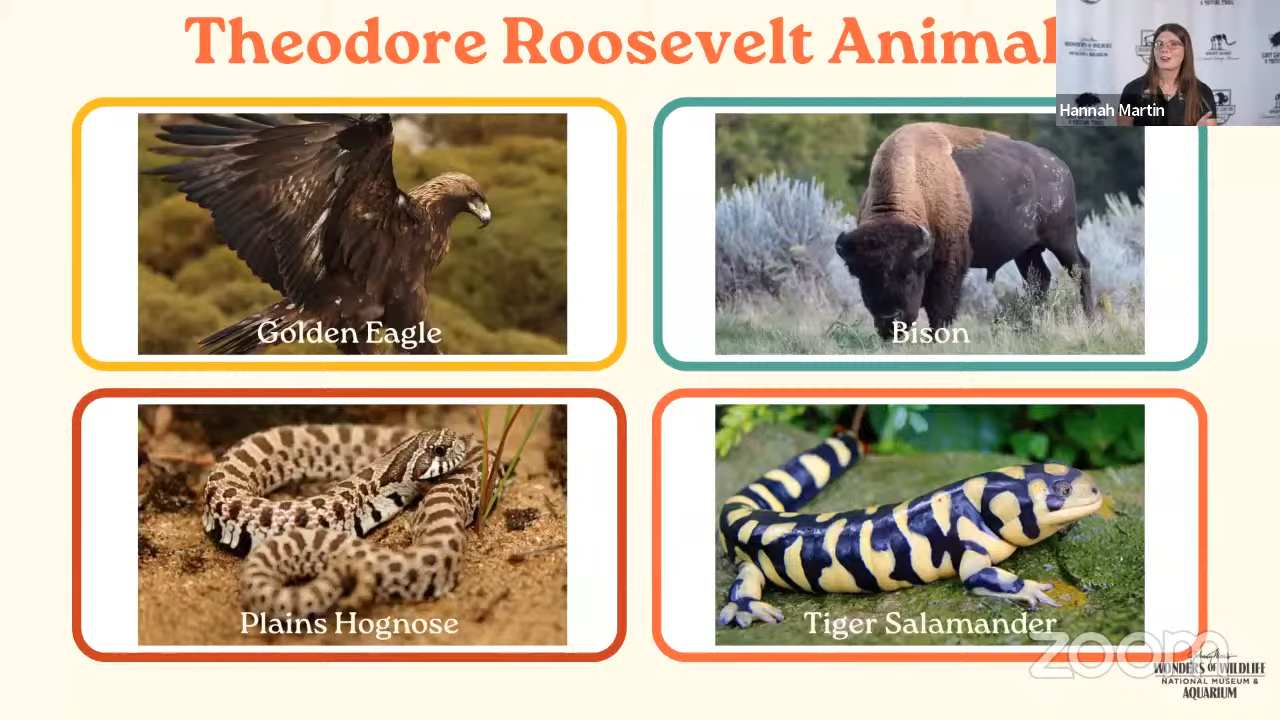 Theodore Roosevelt Animal
Hannah Martin
Golden Eagle
Bison
Plains Hognose
Tiger Salamander
zoom
WONDERS OF WILDLIFE
NATIONAL MUSEUM &
AQUARIUM